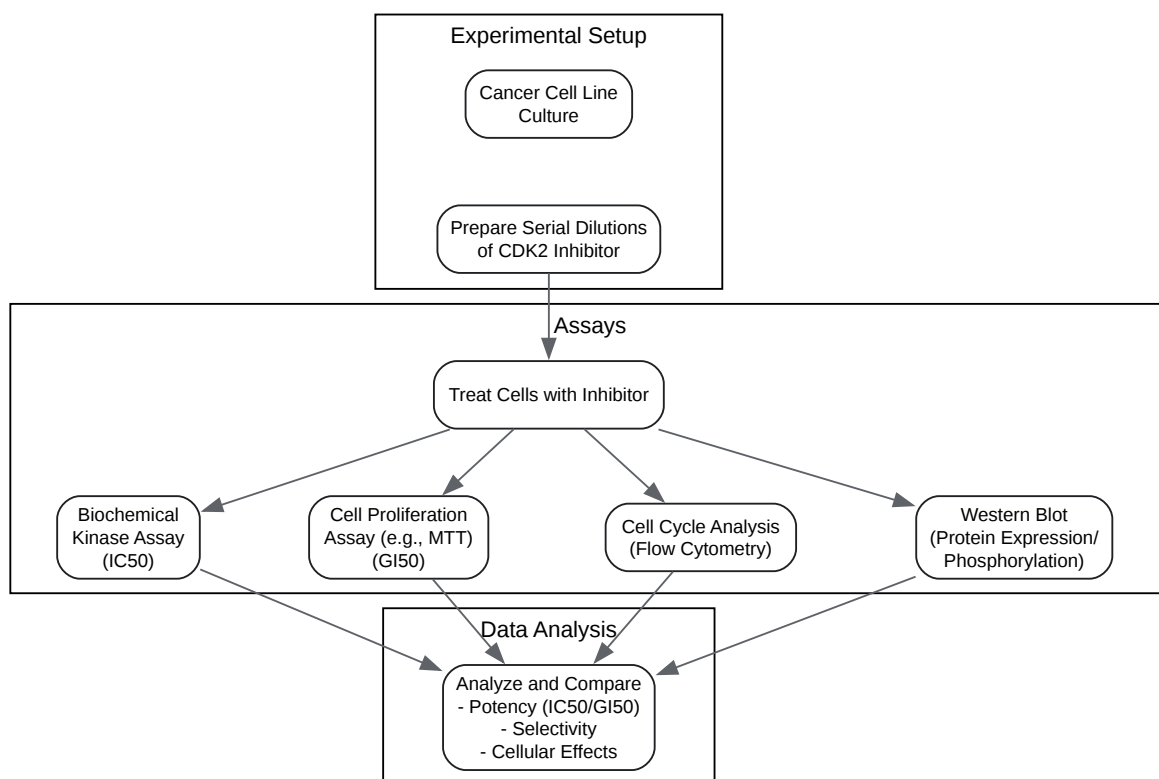 Experimental Setup
Cancer Cell Line
Culture
Prepare Serial Dilutions
of CDK2 Inhibitor
Assays
Treat Cells with Inhibitor
Biochemical
Kinase Assay
(IC50)
Cell Proliferation
Assay (e.g., MTT)
(GI50)
Cell Cycle Analysis
(Flow Cytometry)
Western Blot
(Protein Expression/
Phosphorylation)
Data Analysis
Analyze and Compare
- Potency (IC50/GI50)
- Selectivity
- Cellular Effects